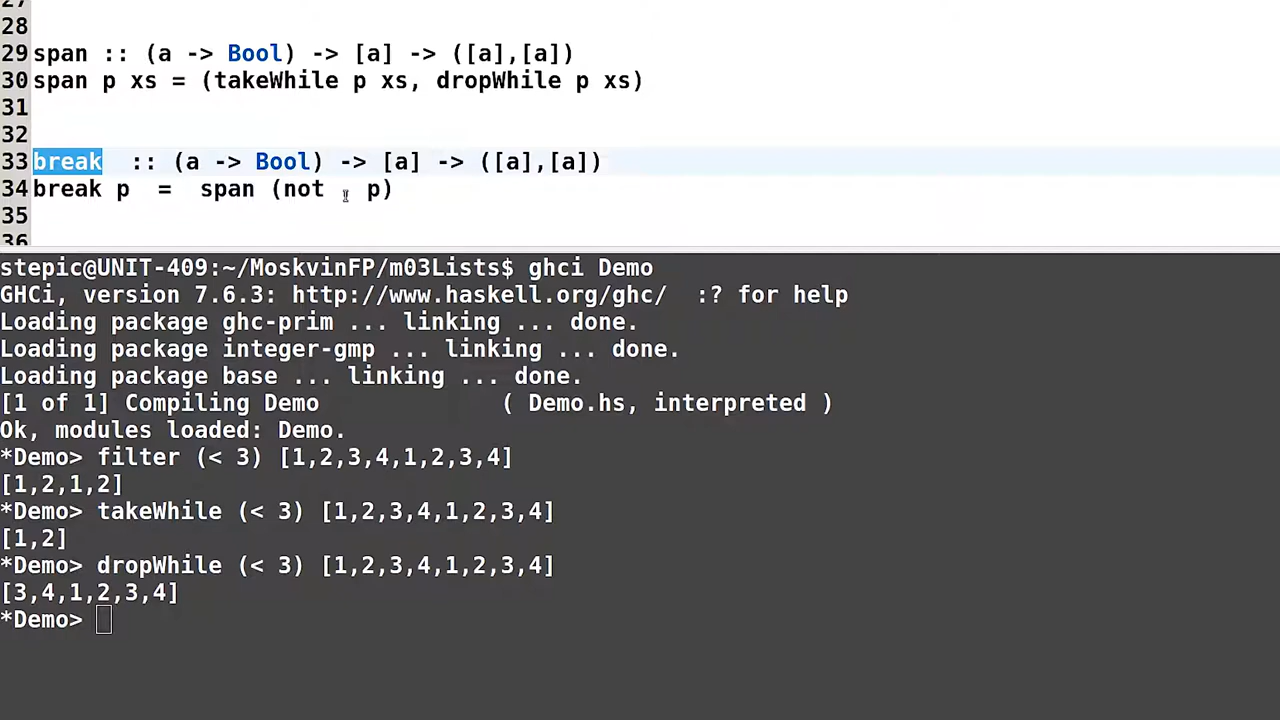 27
28
29 span :: (a -> Bool) -> [a] -> ([a],[a])
30 span p xs = (takeWhile p xs, dropWhile p xs)
31
32
33 break  :: (a -> Bool) -> [a] -> ([a],[a])
34 break p  =  span (not   p)
35
36
stepic@UNIT-409:~/MoskvinFP/m03Lists$ ghci Demo
GHCi, version 7.6.3: http://www.haskell.org/ghc/  :? for help
Loading package ghc-prim ... linking ... done.
Loading package integer-gmp ... linking ... done.
Loading package base ... linking ... done.
[1 of 1] Compiling Demo             ( Demo.hs, interpreted )
Ok, modules loaded: Demo.
*Demo> filter (< 3) [1,2,3,4,1,2,3,4]
[1,2,1,2]
*Demo> takeWhile (< 3) [1,2,3,4,1,2,3,4]
[1,2]
*Demo> dropWhile (< 3) [1,2,3,4,1,2,3,4]
[3,4,1,2,3,4]
*Demo>